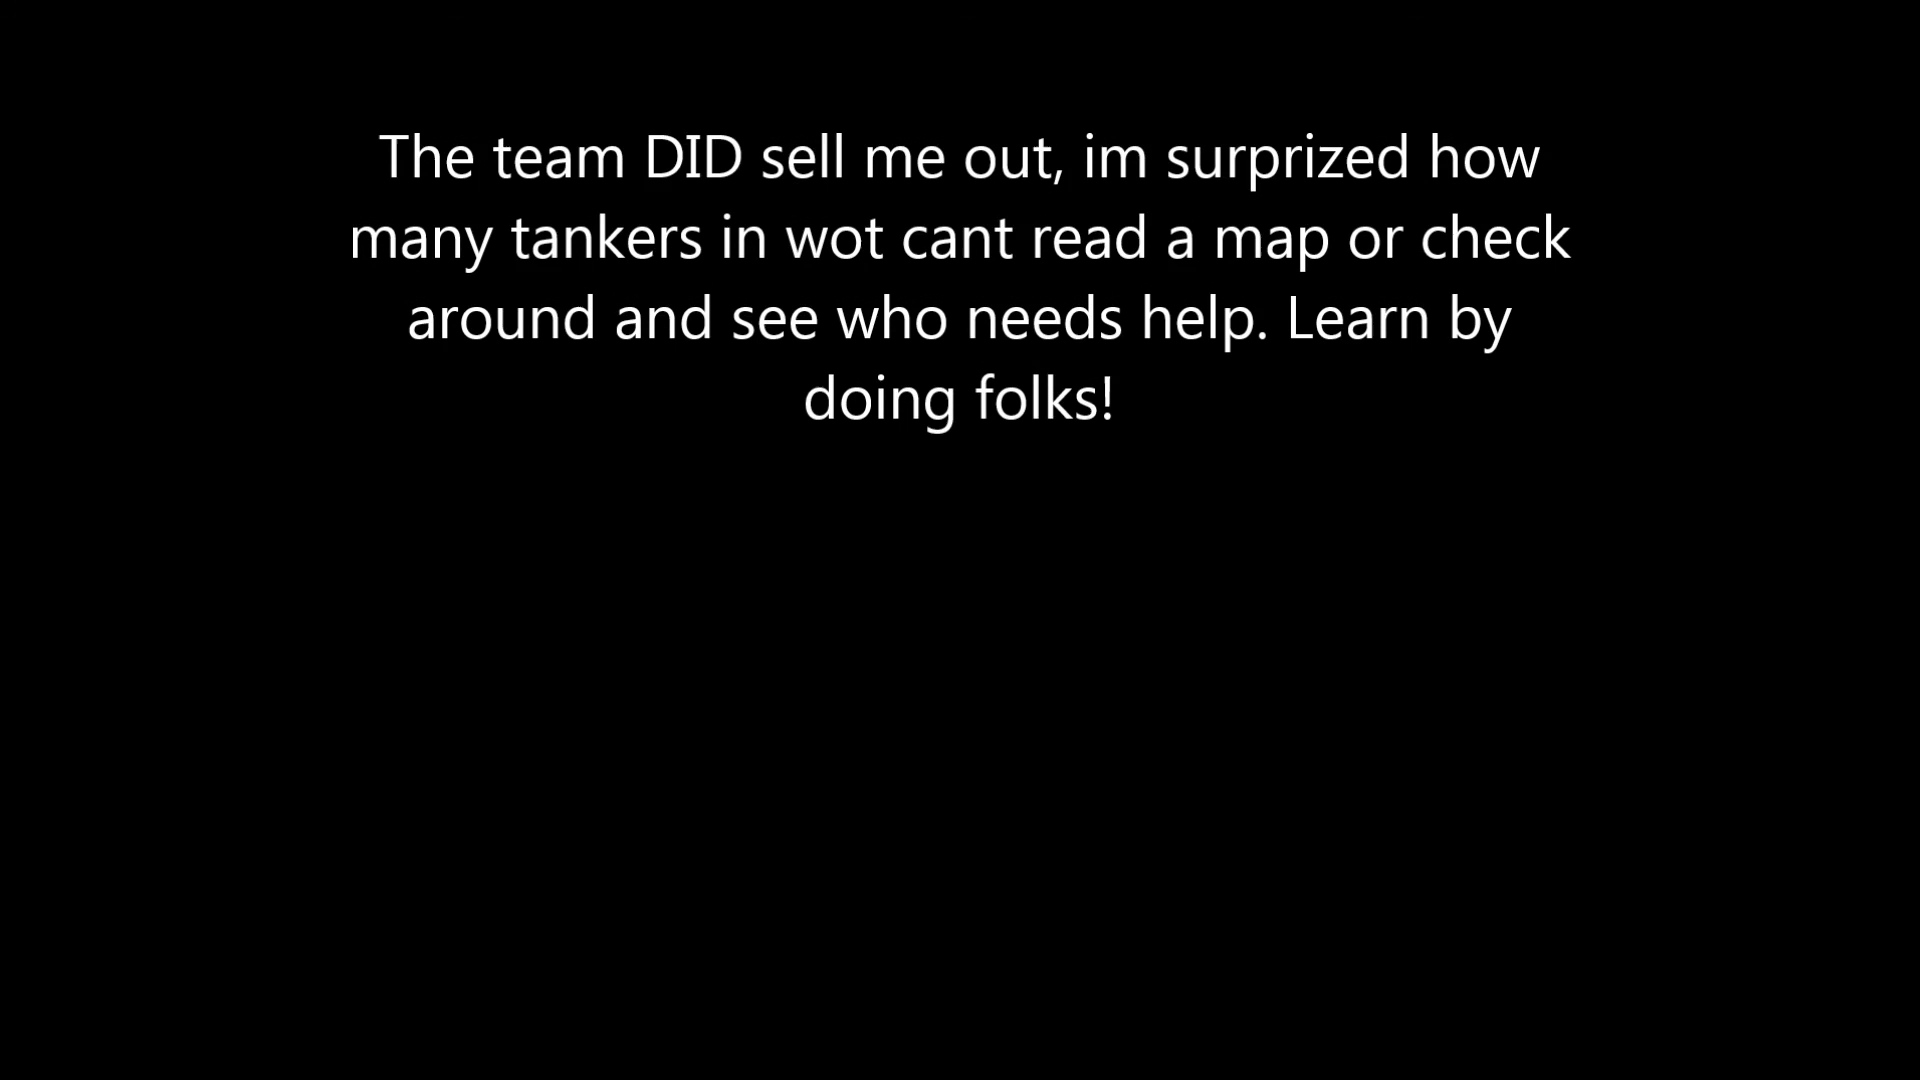 The team DID sell me out, im surprized how
many tankers in wot cant read a map or check
around and see who needs help. Learn by
doing folks!